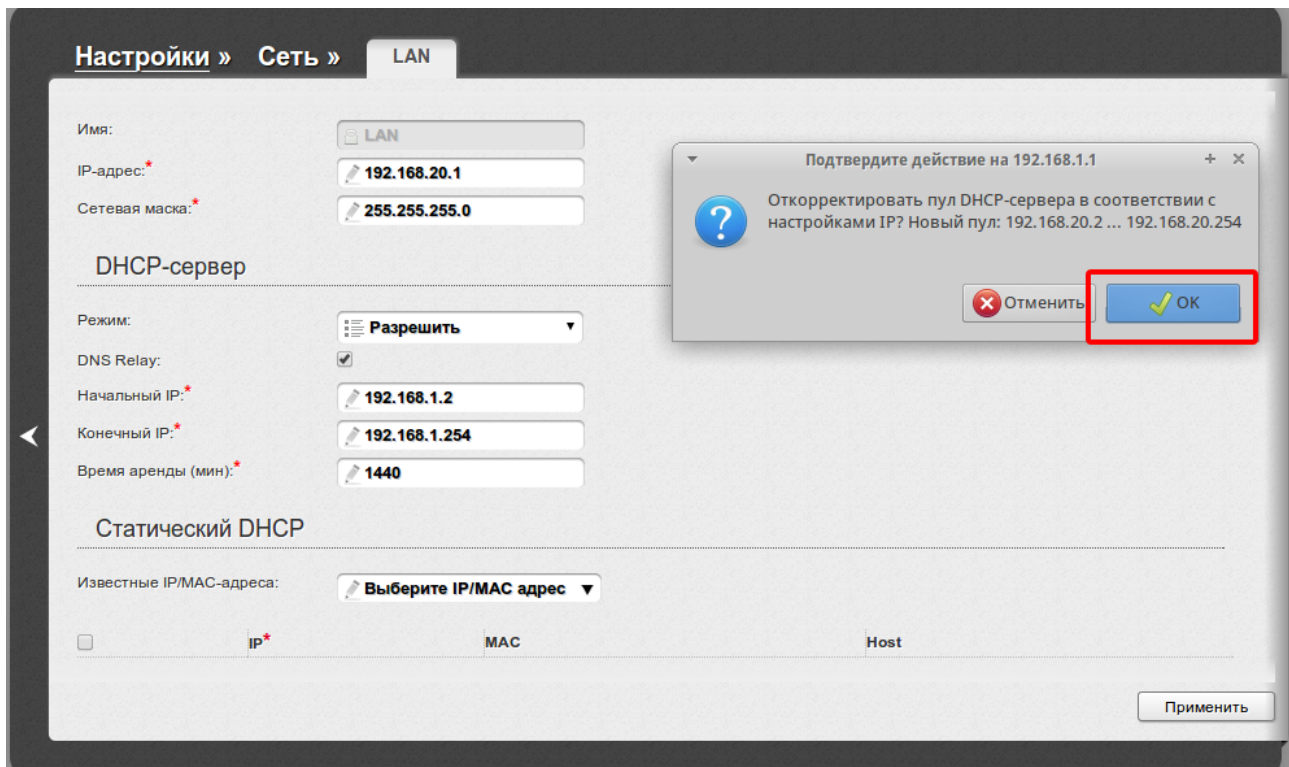 Настройки » Сеть » LAN
Имя: LAN
IP-адрес:* 192.168.20.1
Сетевая маска:* 255.255.255.0
Подтвердите действие на 192.168.1.1
Откорректировать пул DHCP-сервера в соответствии с
настройками IP? Новый пул: 192.168.20.2 ... 192.168.20.254
Отменить OK
DHCP-сервер
Режим: Разрешить
DNS Relay:
Начальный IP:* 192.168.1.2
Конечный IP:* 192.168.1.254
Время аренды (мин):* 1440
Статический DHCP
Известные IP/MAC-адреса: Выберите IP/MAC адрес
IP* MAC Host
Применить